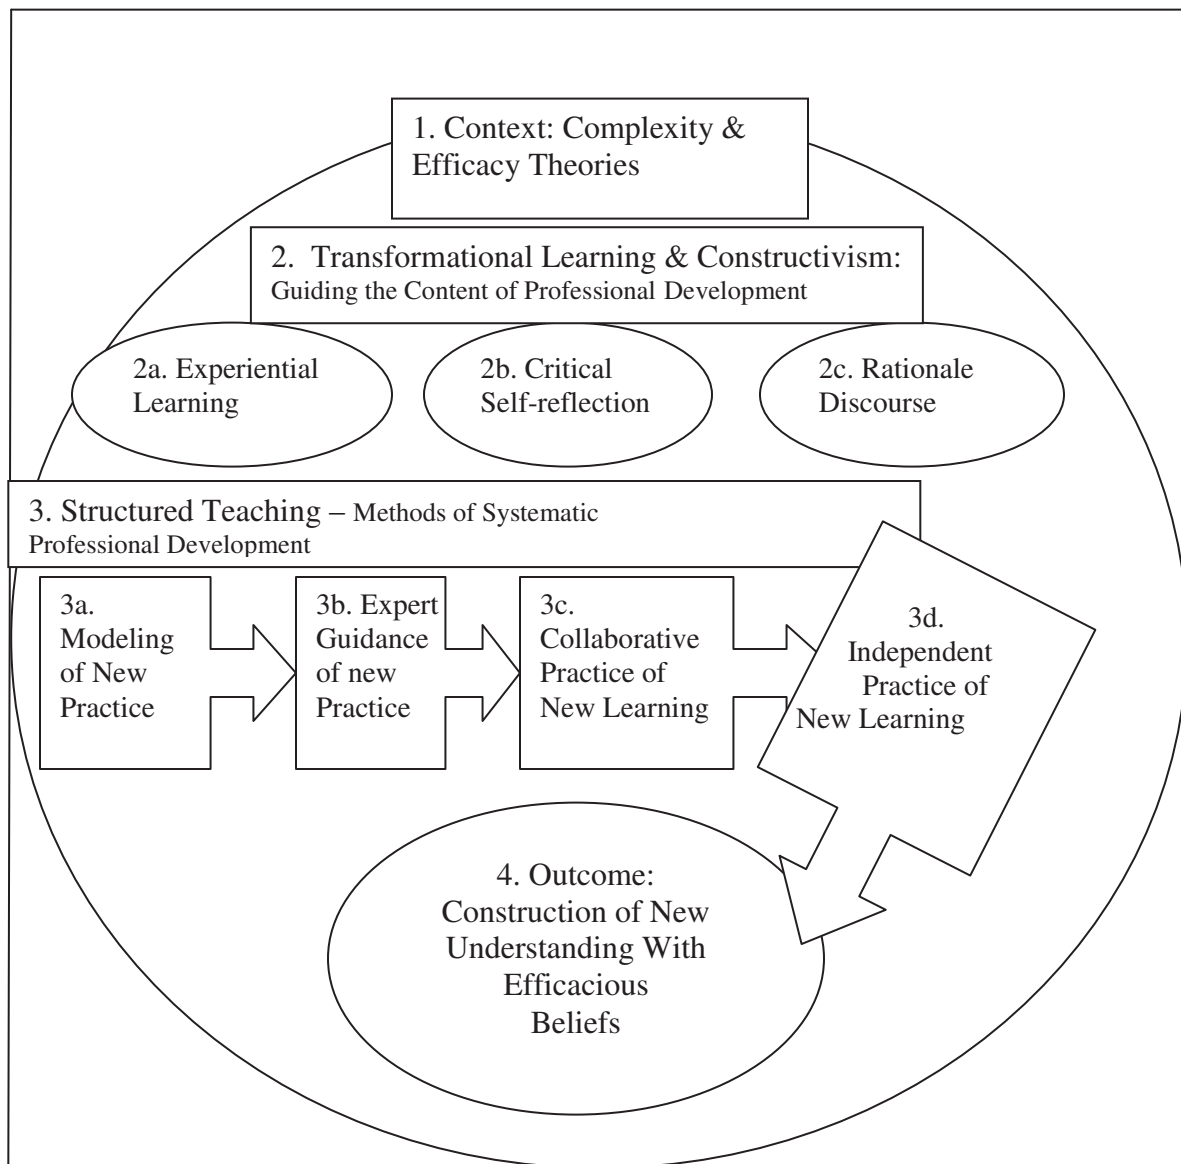 1. Context: Complexity &
Efficacy Theories
2. Transformational Learning & Constructivism:
Guiding the Content of Professional Development
2a. Experiential
Learning
2b. Critical
Self-reflection
2c. Rationale
Discourse
3. Structured Teaching – Methods of Systematic
Professional Development
3a.
Modeling
of New
Practice
3b. Expert
Guidance
of new
Practice
3c.
Collaborative
Practice of
New Learning
3d.
Independent
Practice of
New Learning
4. Outcome:
Construction of New
Understanding With
Efficacious
Beliefs